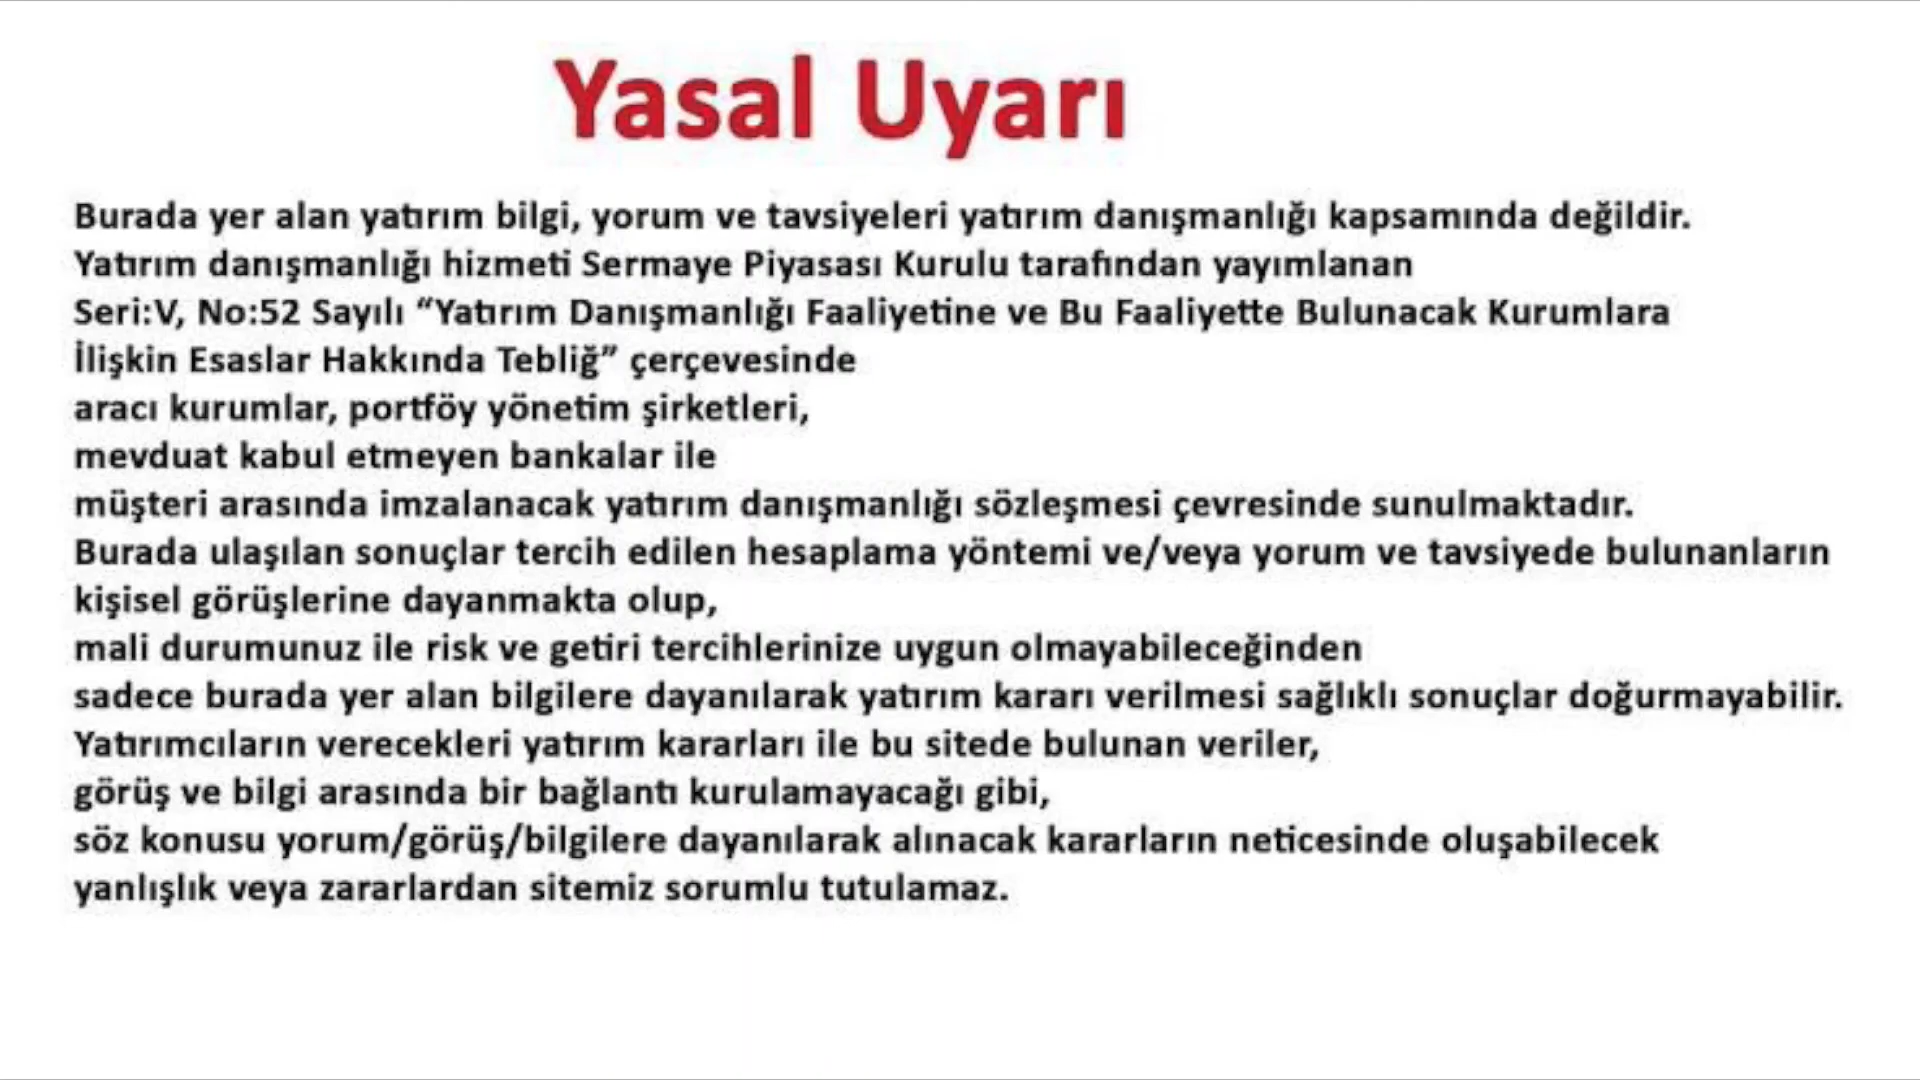 Yasal Uyarı
Burada yer alan yatırım bilgi, yorum ve tavsiyeleri yatırım danışmanlığı kapsamında değildir.
Yatırım danışmanlığı hizmeti Sermaye Piyasası Kurulu tarafından yayımlanan
Seri:V, No:52 Sayılı “Yatırım Danışmanlığı Faaliyetine ve Bu Faaliyette Bulunacak Kurumlara
İlişkin Esaslar Hakkında Tebliğ” çerçevesinde
aracı kurumlar, portföy yönetim şirketleri,
mevduat kabul etmeyen bankalar ile
müşteri arasında imzalanacak yatırım danışmanlığı sözleşmesi çevresinde sunulmaktadır.
Burada ulaşılan sonuçlar tercih edilen hesaplama yöntemi ve/veya yorum ve tavsiyede bulunanların
kişisel görüşlerine dayanmakta olup,
mali durumunuz ile risk ve getiri tercihlerinize uygun olmayabileceğinden
sadece burada yer alan bilgilere dayanılarak yatırım kararı verilmesi sağlıklı sonuçlar doğurmayabilir.
Yatırımcıların verecekleri yatırım kararları ile bu sitede bulunan veriler,
görüş ve bilgi arasında bir bağlantı kurulamayacağı gibi,
söz konusu yorum/görüş/bilgilere dayanılarak alınacak kararların neticesinde oluşabilecek
yanlışlık veya zararlardan sitemiz sorumlu tutulamaz.